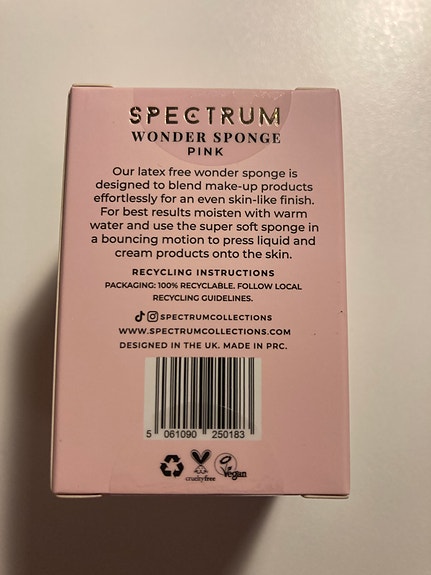 SPECTRUM
WONDER SPONGE
PINK
Our latex free wonder sponge is
designed to blend make-up products
effortlessly for an even skin-like finish.
For best results moisten with warm
water and use the super soft sponge in
a bouncing motion to press liquid and
cream products onto the skin.
RECYCLING INSTRUCTIONS
PACKAGING: 100% RECYCLABLE. FOLLOW LOCAL
RECYCLING GUIDELINES.
SPECTRUMCOLLECTIONS
WWW.SPECTRUMCOLLECTIONS.COM
DESIGNED IN THE UK. MADE IN PRC.
5 061090 250183
crueltyfree Vegan